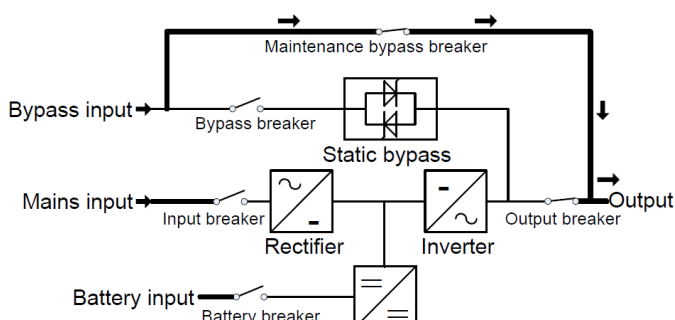 Maintenance bypass breaker
Bypass input
Bypass breaker
Static bypass
Mains input
Input breaker
Rectifier
Inverter
Output breaker
Output
Battery input
Battery breaker